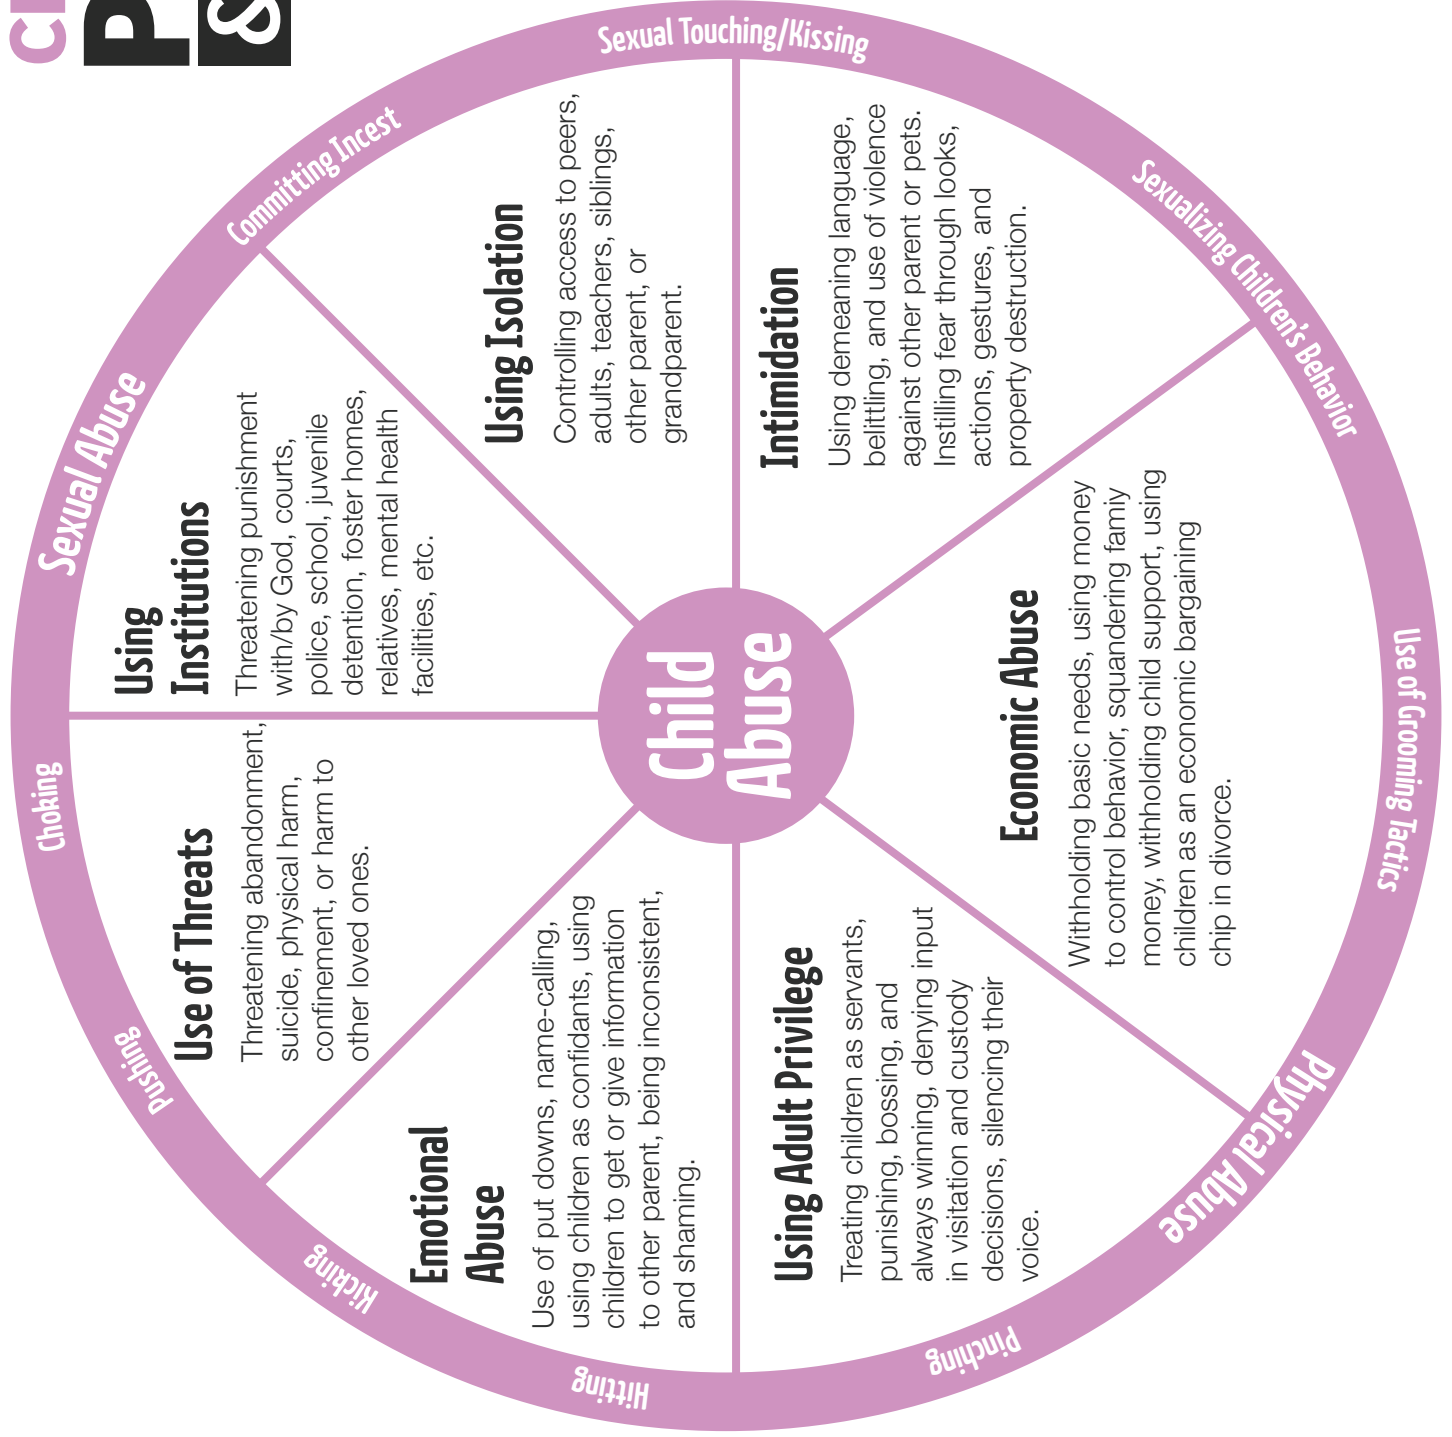 C
P
&
Sexual Abuse
Committing Incest
Sexual Touching/Kissing
Sexualizing Children's Behavior
Use of Grooming Tactics
Physical Abuse
Pinching
Hitting
Kicking
Pushing
Choking
Using
Institutions
Threatening punishment
with/by God, courts,
police, school, juvenile
detention, foster homes,
relatives, mental health
facilities, etc.
Using Isolation
Controlling access to peers,
adults, teachers, siblings,
other parent, or
grandparent.
Intimidation
Using demeaning language,
belittling, and use of violence
against other parent or pets.
Instilling fear through looks,
actions, gestures, and
property destruction.
Economic Abuse
Withholding basic needs, using money
to control behavior, squandering famiy
money, withholding child support, using
children as an economic bargaining
chip in divorce.
Using Adult Privilege
Treating children as servants,
punishing, bossing, and
always winning, denying input
in visitation and custody
decisions, silencing their
voice.
Emotional
Abuse
Use of put downs, name-calling,
using children as confidants, using
children to get or give information
to other parent, being inconsistent,
and shaming.
Use of Threats
Threatening abandonment,
suicide, physical harm,
confinement, or harm to
other loved ones.
Child
Abuse